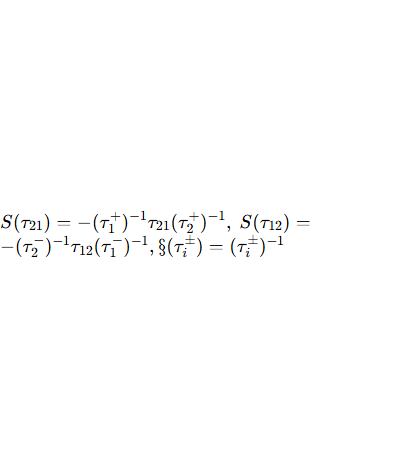 S(τ₂₁) = −(τ₁⁺)⁻¹τ₂₁(τ₂⁺)⁻¹, S(τ₁₂) =
−(τ₂⁻)⁻¹τ₁₂(τ₁⁻)⁻¹, §(τᵢ^±) = (τᵢ^±)⁻¹